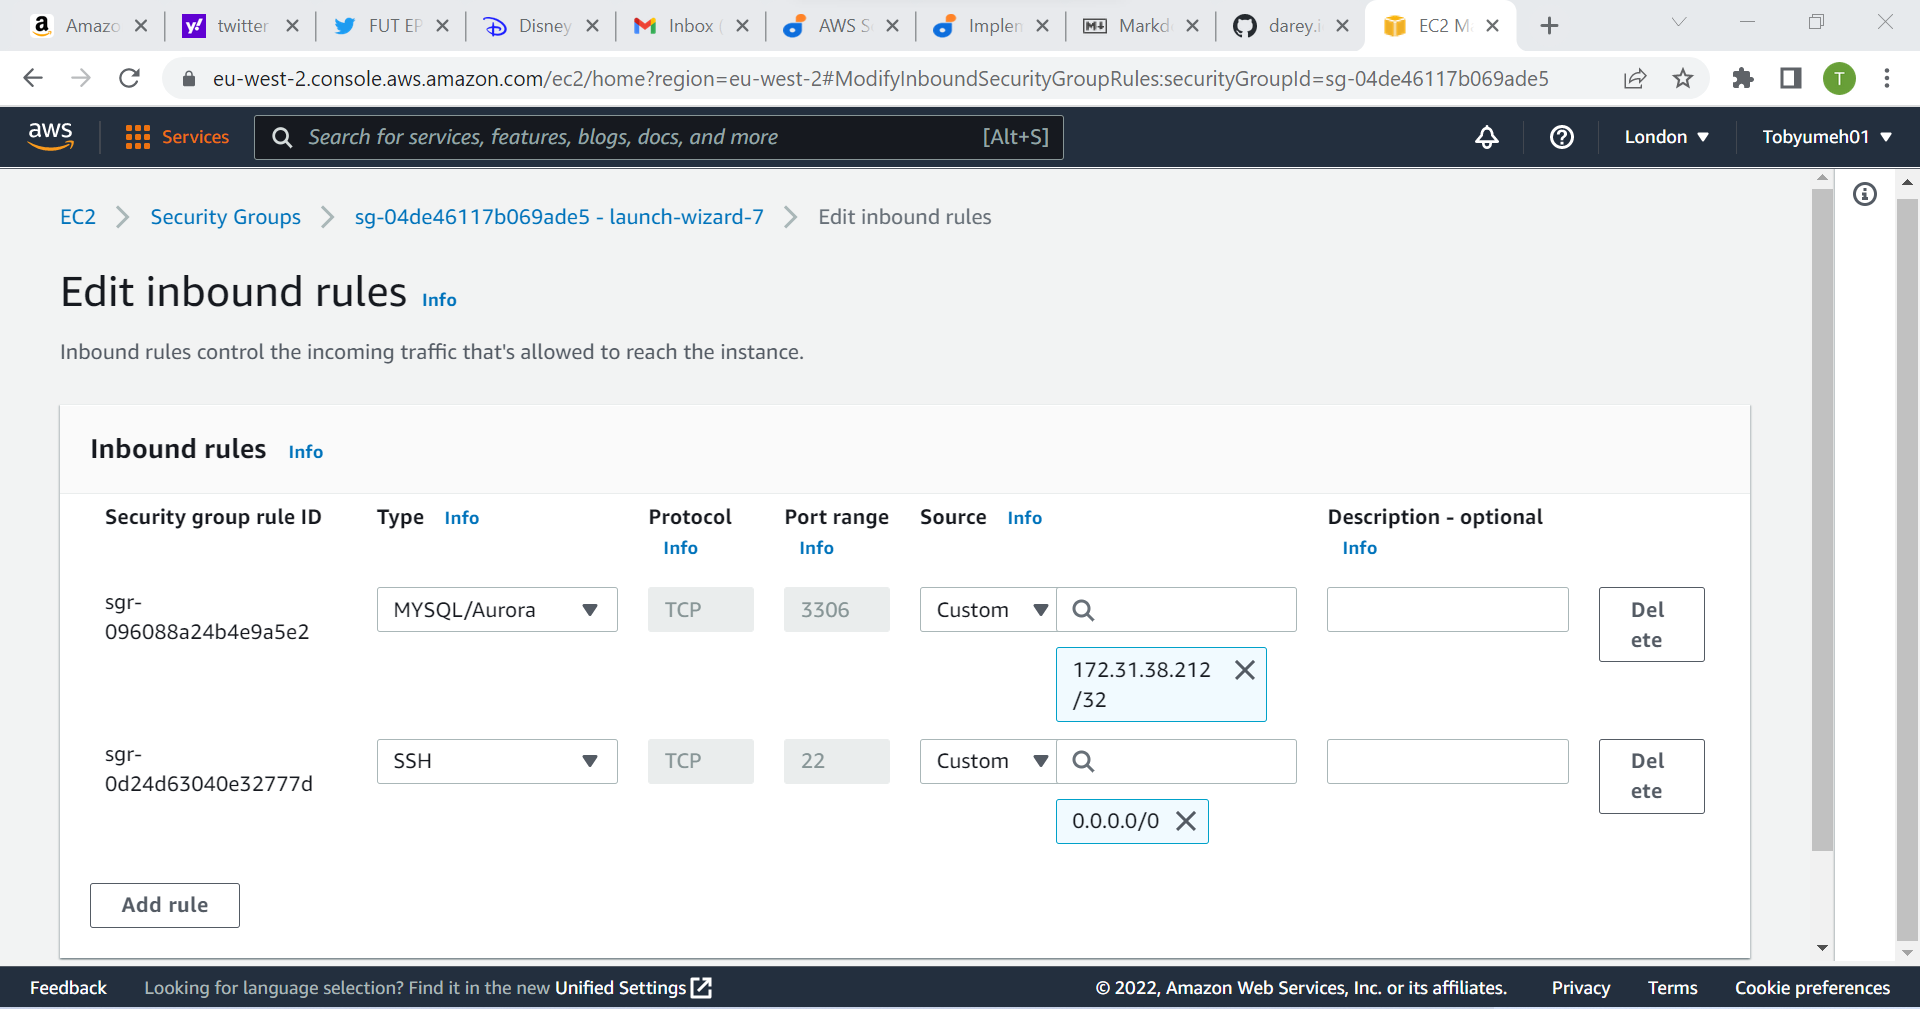 Amazo
twitter
FUT EP
Disney
Inbox (
AWS S
Implen
Markd
darey.i
EC2 M
eu-west-2.console.aws.amazon.com/ec2/home?region=eu-west-2#ModifyInboundSecurityGroupRules:securityGroupId=sg-04de46117b069ade5
T
aws
Services
Search for services, features, blogs, docs, and more
[Alt+S]
London
Tobyumeh01
EC2 Security Groups sg-04de46117b069ade5 - launch-wizard-7 Edit inbound rules
Edit inbound rules Info
Inbound rules control the incoming traffic that's allowed to reach the instance.
Inbound rules Info
Security group rule ID Type Info Protocol Port range Source Info Description - optional
Info Info Info
sgr-
096088a24b4e9a5e2
MYSQL/Aurora
TCP
3306
Custom
Del
ete
172.31.38.212
/32
sgr-
0d24d63040e32777d
SSH
TCP
22
Custom
Del
ete
0.0.0.0/0
Add rule
Feedback Looking for language selection? Find it in the new Unified Settings © 2022, Amazon Web Services, Inc. or its affiliates. Privacy Terms Cookie preferences